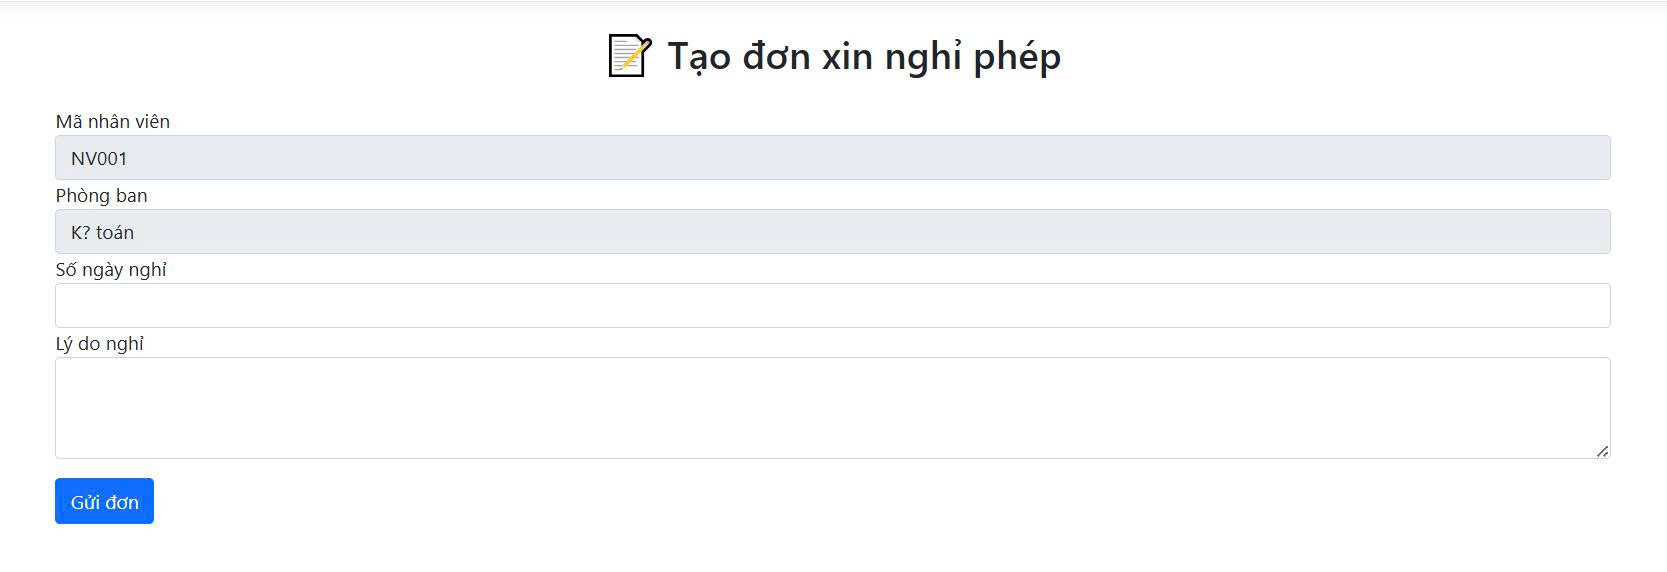 Tạo đơn xin nghỉ phép
Mã nhân viên
NV001
Phòng ban
K? toán
Số ngày nghỉ
Lý do nghỉ
Gửi đơn